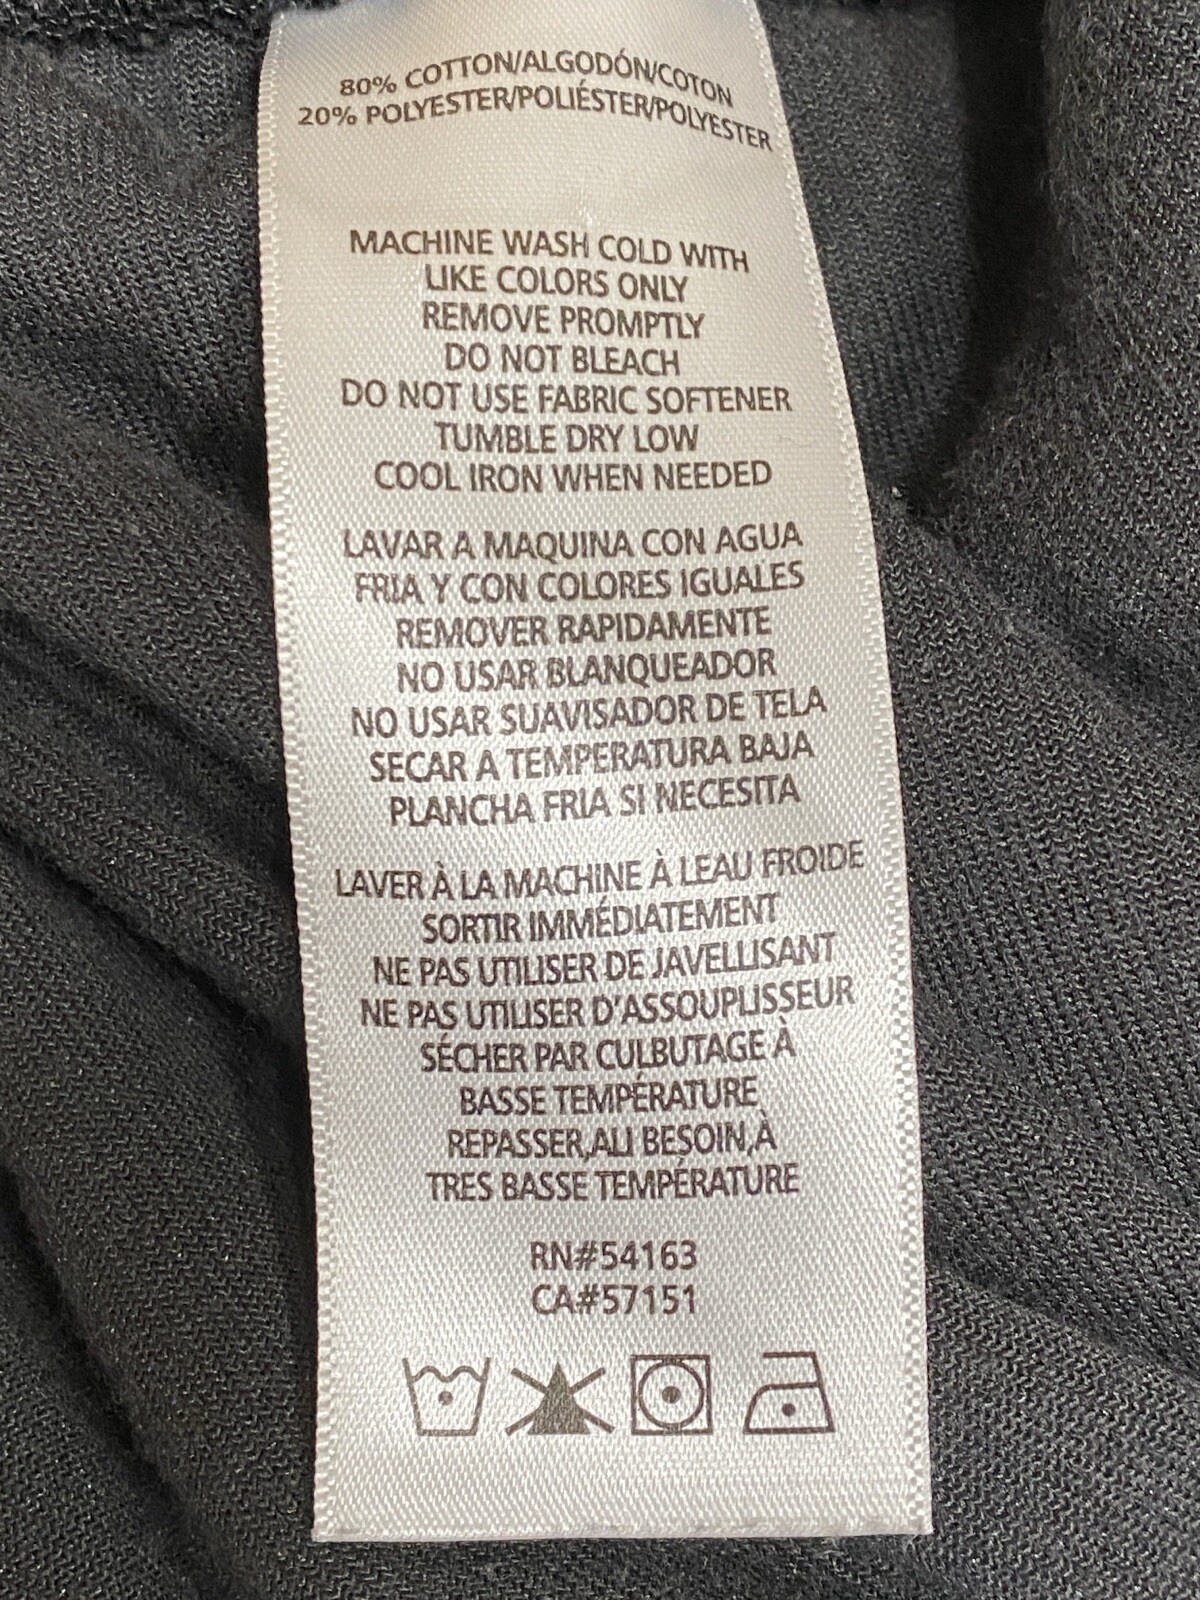 80% COTTON/ALGODÓN/COTON
20% POLYESTER/POLIÉSTER/POLYESTER
MACHINE WASH COLD WITH
LIKE COLORS ONLY
REMOVE PROMPTLY
DO NOT BLEACH
DO NOT USE FABRIC SOFTENER
TUMBLE DRY LOW
COOL IRON WHEN NEEDED
LAVAR A MAQUINA CON AGUA
FRIA Y CON COLORES IGUALES
REMOVER RAPIDAMENTE
NO USAR BLANQUEADOR
NO USAR SUAVISADOR DE TELA
SECAR A TEMPERATURA BAJA
PLANCHA FRIA SI NECESITA
LAVER À LA MACHINE À LEAU FROIDE
SORTIR IMMÉDIATEMENT
NE PAS UTILISER DE JAVELLISANT
NE PAS UTILISER D'ASSOUPLISSEUR
SÉCHER PAR CULBUTAGE À
BASSE TEMPÉRATURE
REPASSER,ALI BESOIN,À
TRES BASSE TEMPÉRATURE
RN#54163
CA#57151